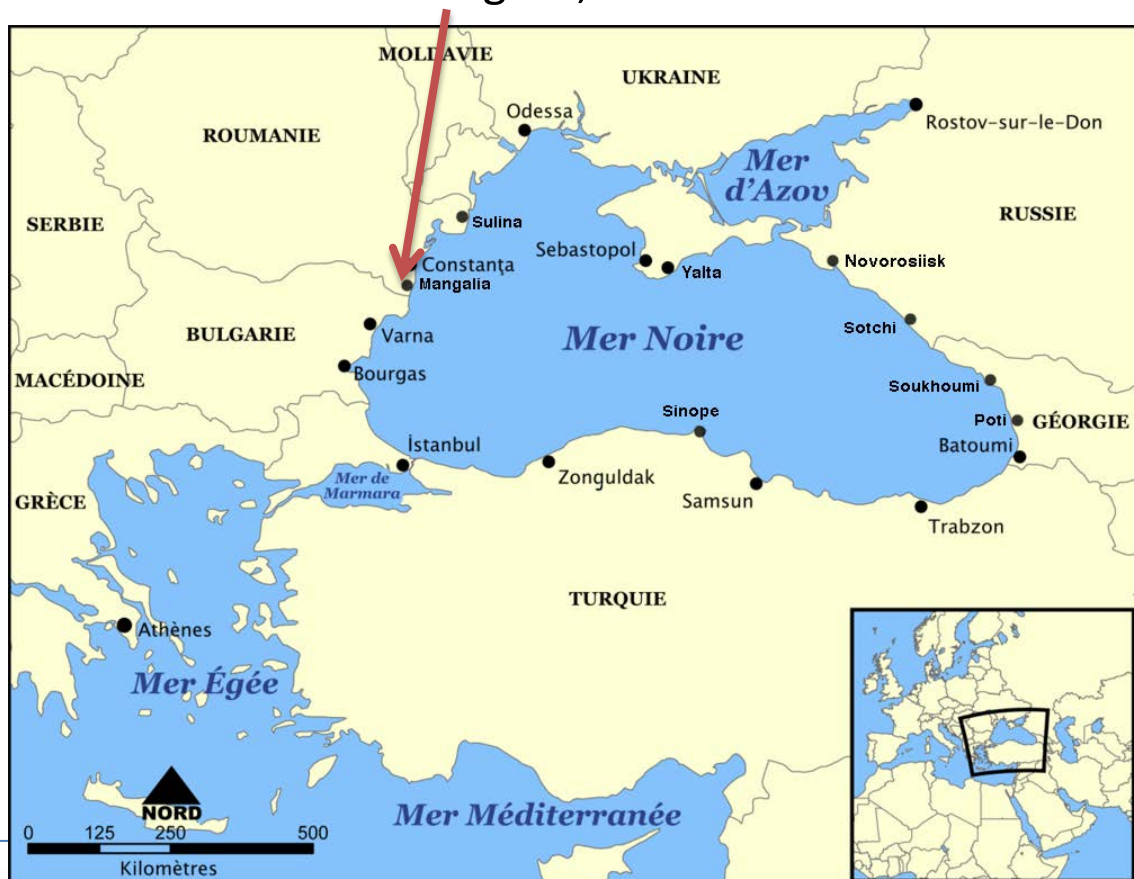 MOLDAVIE
UKRAINE
Odessa
Rostov-sur-le-Don
ROUMANIE
Mer
d'Azov
RUSSIE
SERBIE
Sulina
Sebastopol
Constanţa
Yalta
Novorosiisk
Mangalia
Sotchi
BULGARIE
Varna
Mer Noire
MACÉDOINE
Bourgas
Soukhoumi
Sinope
Poti
GÉORGIE
İstanbul
Batoumi
Mer de
Marmara
Zonguldak
Samsun
GRÈCE
Trabzon
TURQUIE
Athènes
Mer Égée
NORD
Mer Méditerranée
0 125 250 500
Kilomètres